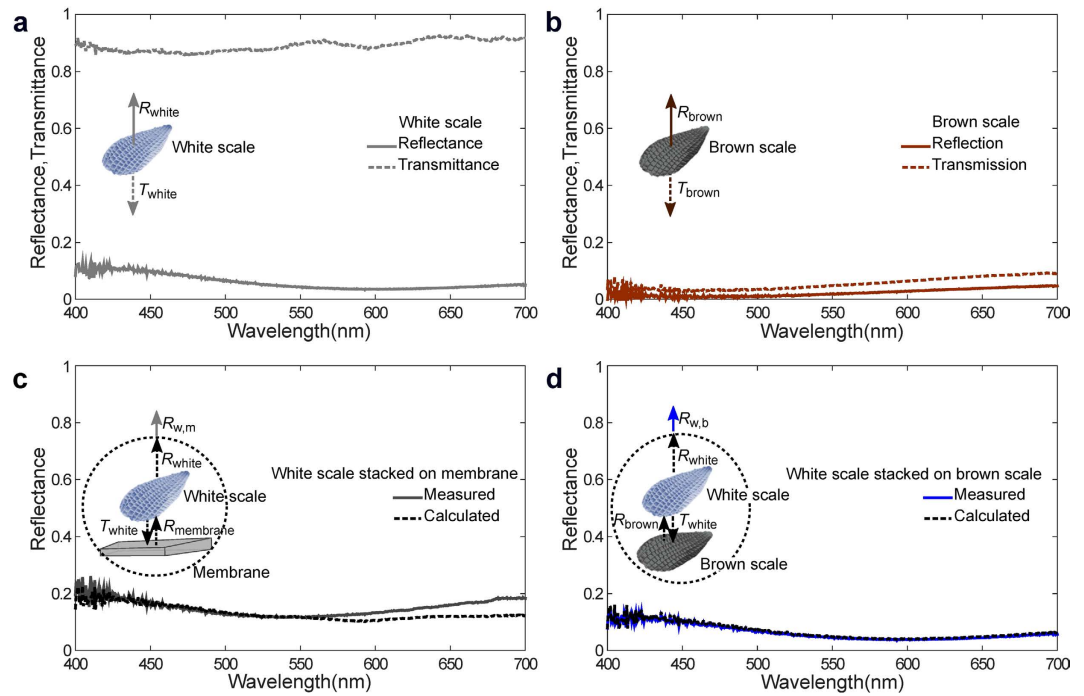 a
Reflectance,Transmittance
1
0.8
0.6
0.4
0.2
0
400
450
500
550
600
650
700
Wavelength(nm)
R white
White scale
T white
White scale
Reflectance
Transmittance
b
Reflectance,Transmittance
1
0.8
0.6
0.4
0.2
0
400
450
500
550
600
650
700
Wavelength(nm)
R brown
Brown scale
T brown
Brown scale
Reflection
Transmission
c
Reflectance
1
0.8
0.6
0.4
0.2
0
400
450
500
550
600
650
700
Wavelength(nm)
R w,m
R white
White scale
T white
R membrane
Membrane
White scale stacked on membrane
Measured
Calculated
d
Reflectance
1
0.8
0.6
0.4
0.2
0
400
450
500
550
600
650
700
Wavelength(nm)
R w,b
R white
White scale
R brown
T white
Brown scale
White scale stacked on brown scale
Measured
Calculated